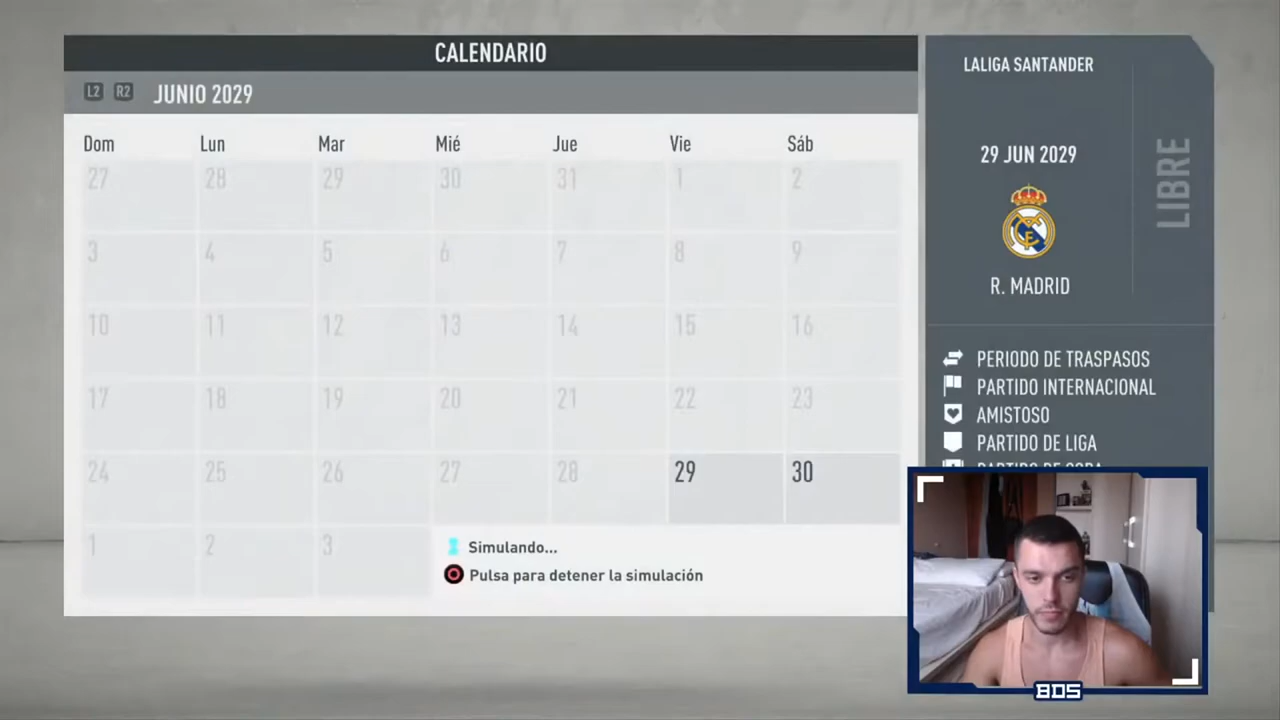 CALENDARIO
L2 R2 JUNIO 2029
Dom Lun Mar Mié Jue Vie Sáb
27 28 29 30 31 1 2
3 4 5 6 7 8 9
10 11 12 13 14 15 16
17 18 19 20 21 22 23
24 25 26 27 28 29 30
1 2 3
Simulando...
Pulsa para detener la simulación
LALIGA SANTANDER
29 JUN 2029
LIBRE
R. MADRID
PERIODO DE TRASPASOS
PARTIDO INTERNACIONAL
AMISTOSO
PARTIDO DE LIGA
PARTIDO DE COPA
BDS